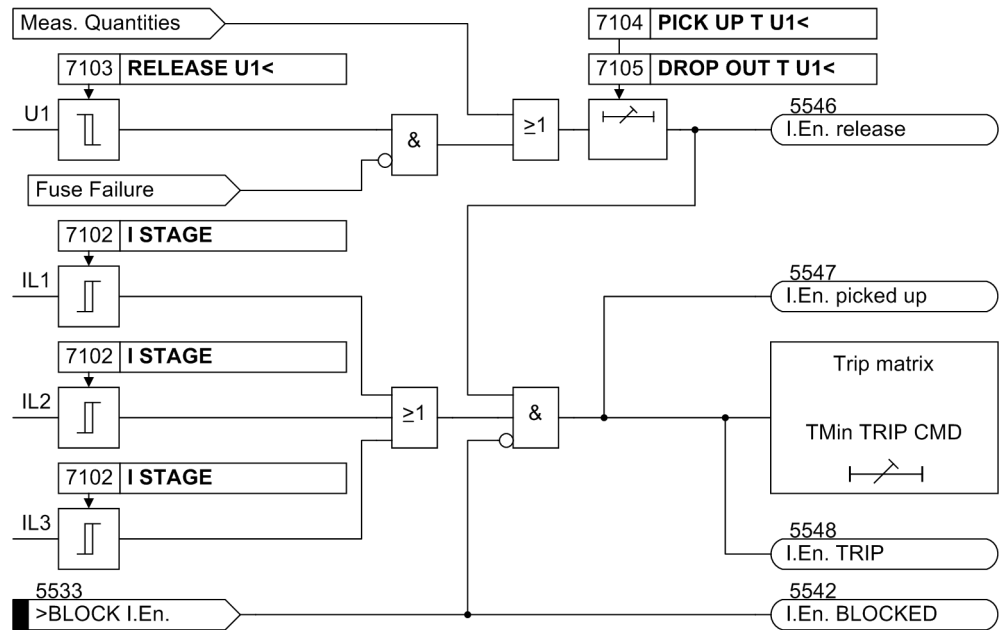 Meas. Quantities
7104 PICK UP T U1<
7103 RELEASE U1<
7105 DROP OUT T U1<
U1
&
≥1
5546
I.En. release
Fuse Failure
7102 I STAGE
IL1
5547
I.En. picked up
7102 I STAGE
IL2
≥1
&
Trip matrix
TMin TRIP CMD
7102 I STAGE
IL3
5548
I.En. TRIP
5533
>BLOCK I.En.
5542
I.En. BLOCKED